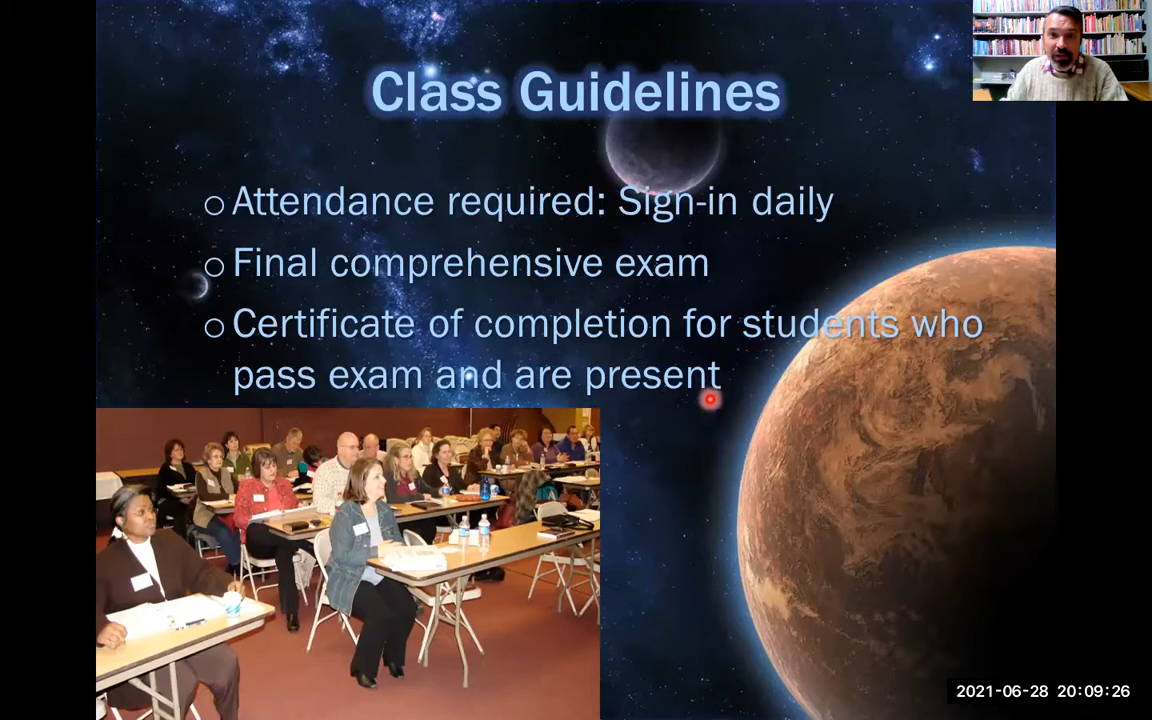 Class Guidelines
Attendance required: Sign-in daily
Final comprehensive exam
Certificate of completion for students who
pass exam and are present
2021-06-28 20:09:26